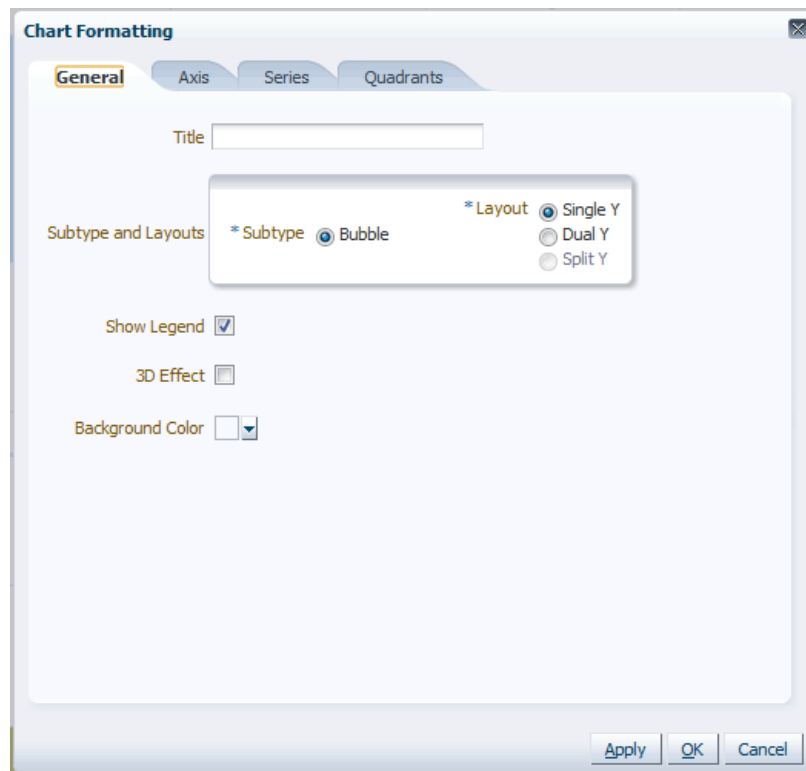 Chart Formatting
General Axis Series Quadrants
Title
Subtype and Layouts * Subtype Bubble * Layout Single Y
Dual Y
Split Y
Show Legend
3D Effect
Background Color
Apply OK Cancel